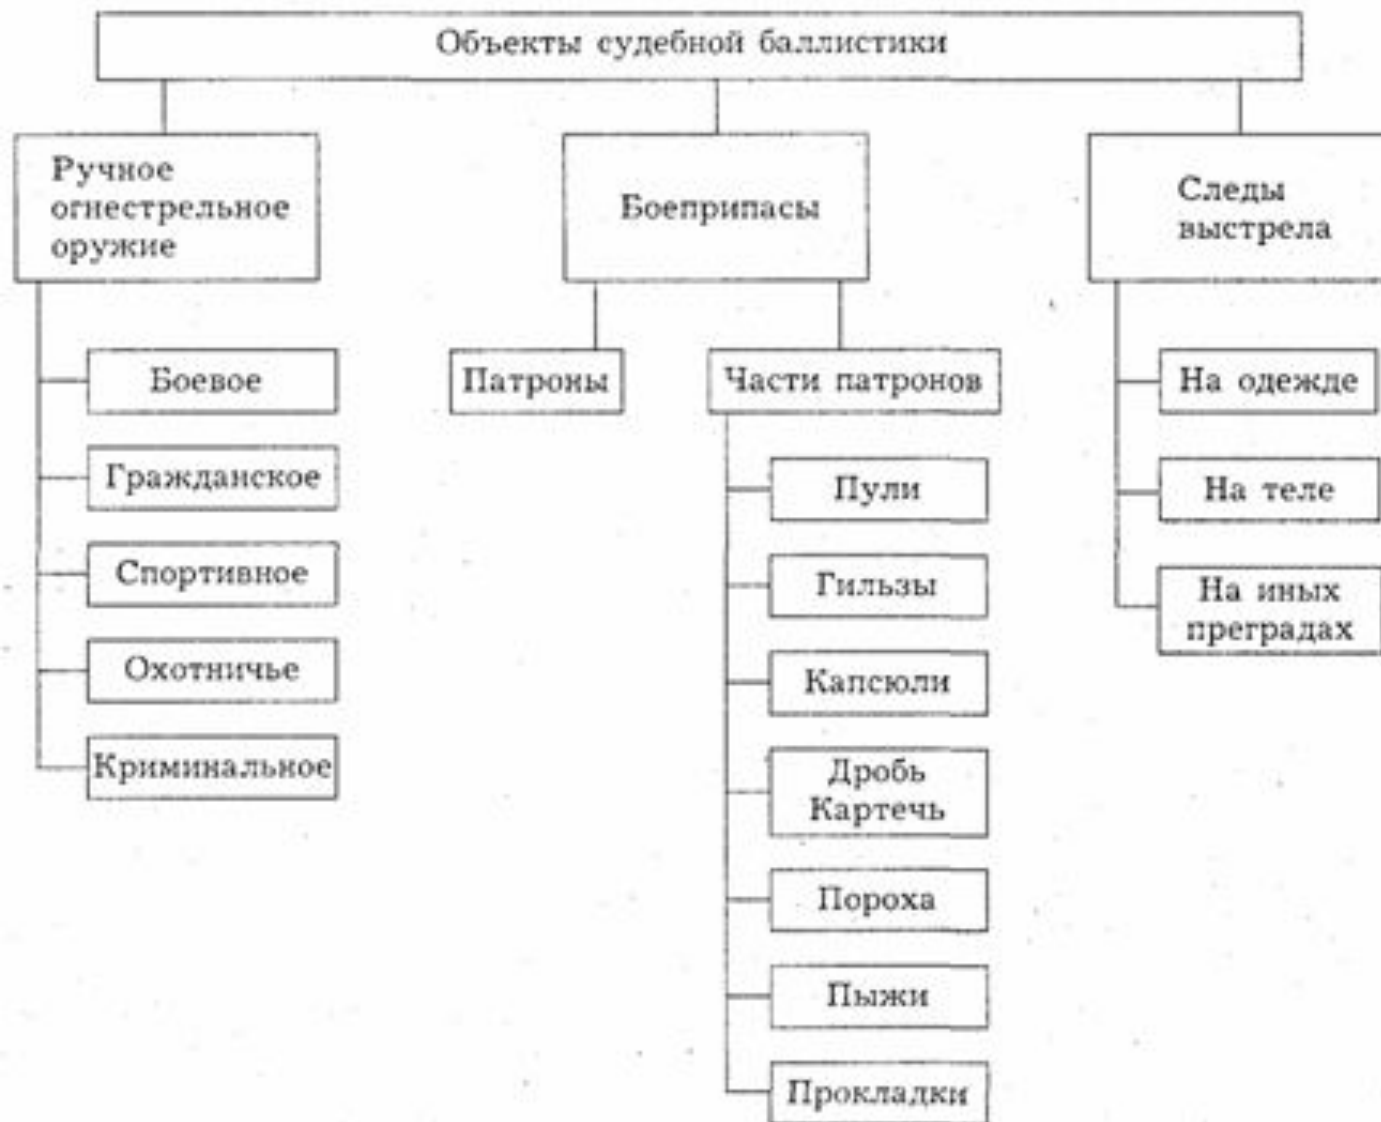 Объекты судебной баллистики
Ручное
огнестрельное
оружие
Боевое
Гражданское
Спортивное
Охотничье
Криминальное
Боеприпасы
Патроны
Части патронов
Пули
Гильзы
Капсюли
Дробь
Картечь
Пороха
Пыжи
Прокладки
Следы
выстрела
На одежде
На теле
На иных
преградах